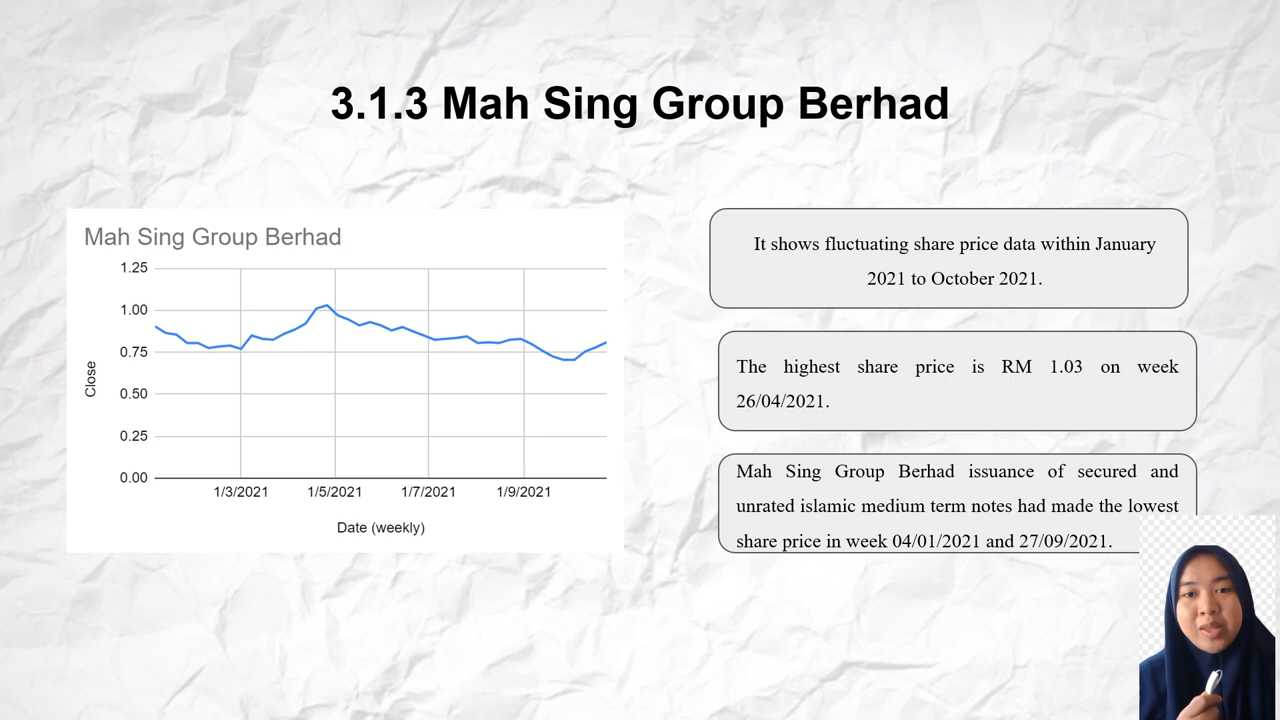 3.1.3 Mah Sing Group Berhad
Mah Sing Group Berhad
1.25
1.00
0.75
0.50
0.25
0.00
Close
1/3/2021 1/5/2021 1/7/2021 1/9/2021
Date (weekly)
It shows fluctuating share price data within January
2021 to October 2021.
The highest share price is RM 1.03 on week
26/04/2021.
Mah Sing Group Berhad issuance of secured and
unrated islamic medium term notes had made the lowest
share price in week 04/01/2021 and 27/09/2021.